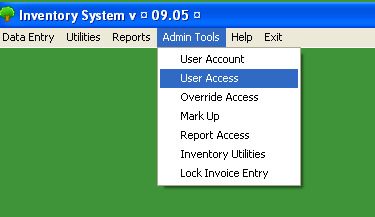 Inventory System v ¤ 09.05 ¤
Data Entry Utilities Reports Admin Tools Help Exit
User Account
User Access
Override Access
Mark Up
Report Access
Inventory Utilities
Lock Invoice Entry